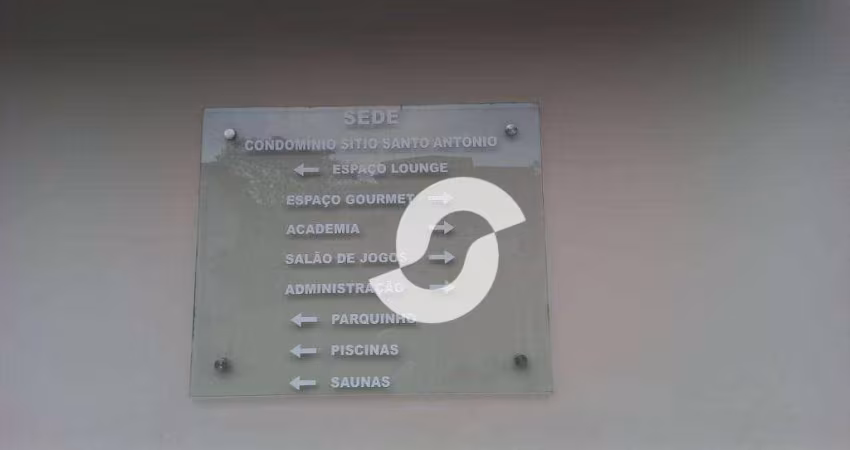 SEDE
CONDOMÍNIO SÍTIO SANTO ANTÔNIO
ESPAÇO LOUNGE
ESPAÇO GOURMET
ACADEMIA
SALÃO DE JOGOS
ADMINISTRAÇÃO
PARQUINHO
PISCINAS
SAUNAS